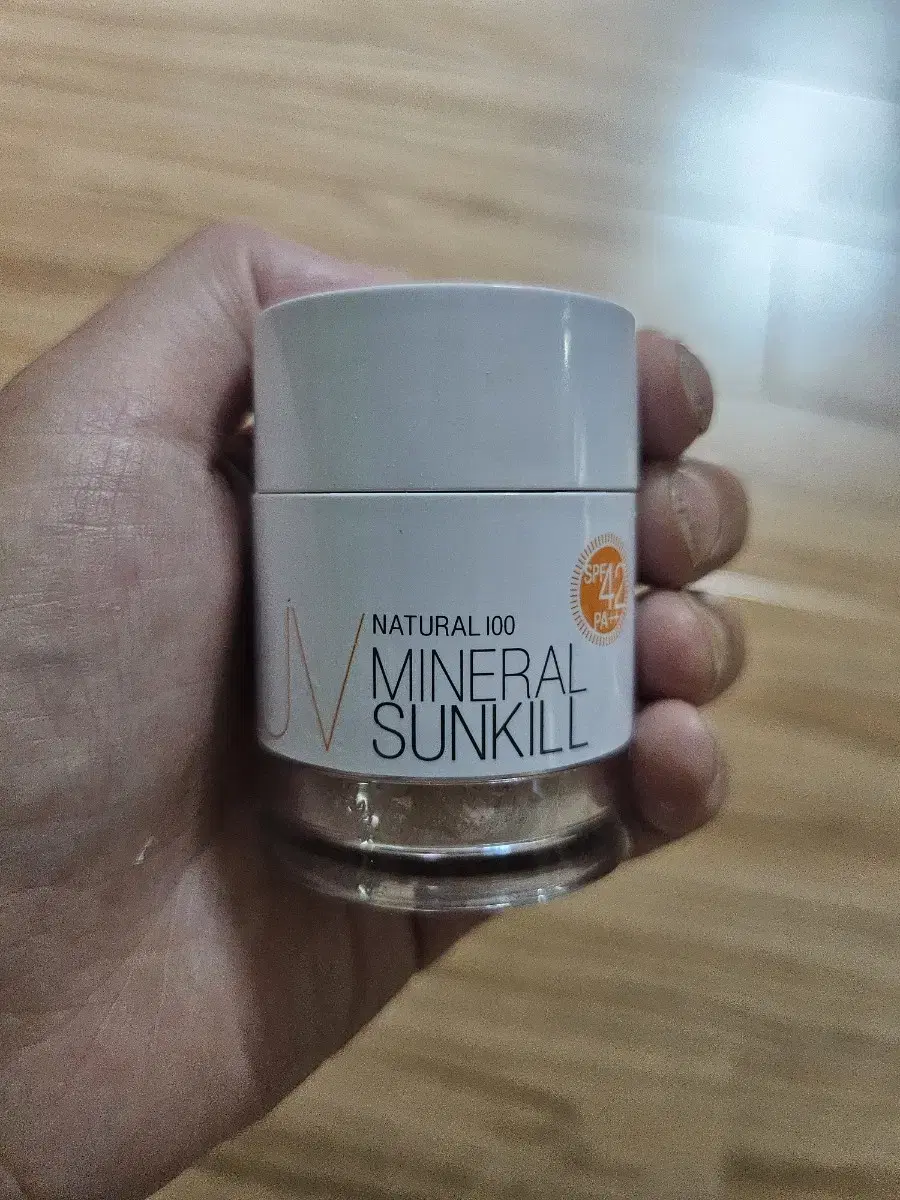 UV
NATURAL 100
MINERAL
SUNKILL
SPF
42
PA++